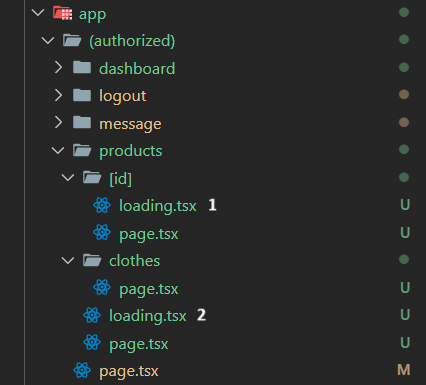 app
(authorized)
dashboard
logout
message
products
[id]
loading.tsx 1 U
page.tsx U
clothes
page.tsx U
loading.tsx 2 U
page.tsx U
page.tsx M